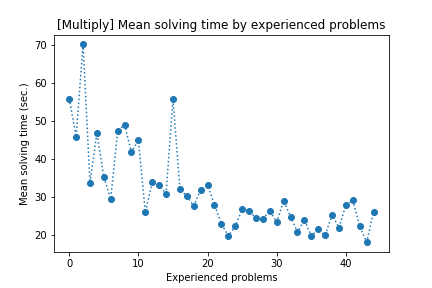 [Multiply] Mean solving time by experienced problems
Mean solving time (sec.)
70
60
50
40
30
20
0 10 20 30 40
Experienced problems